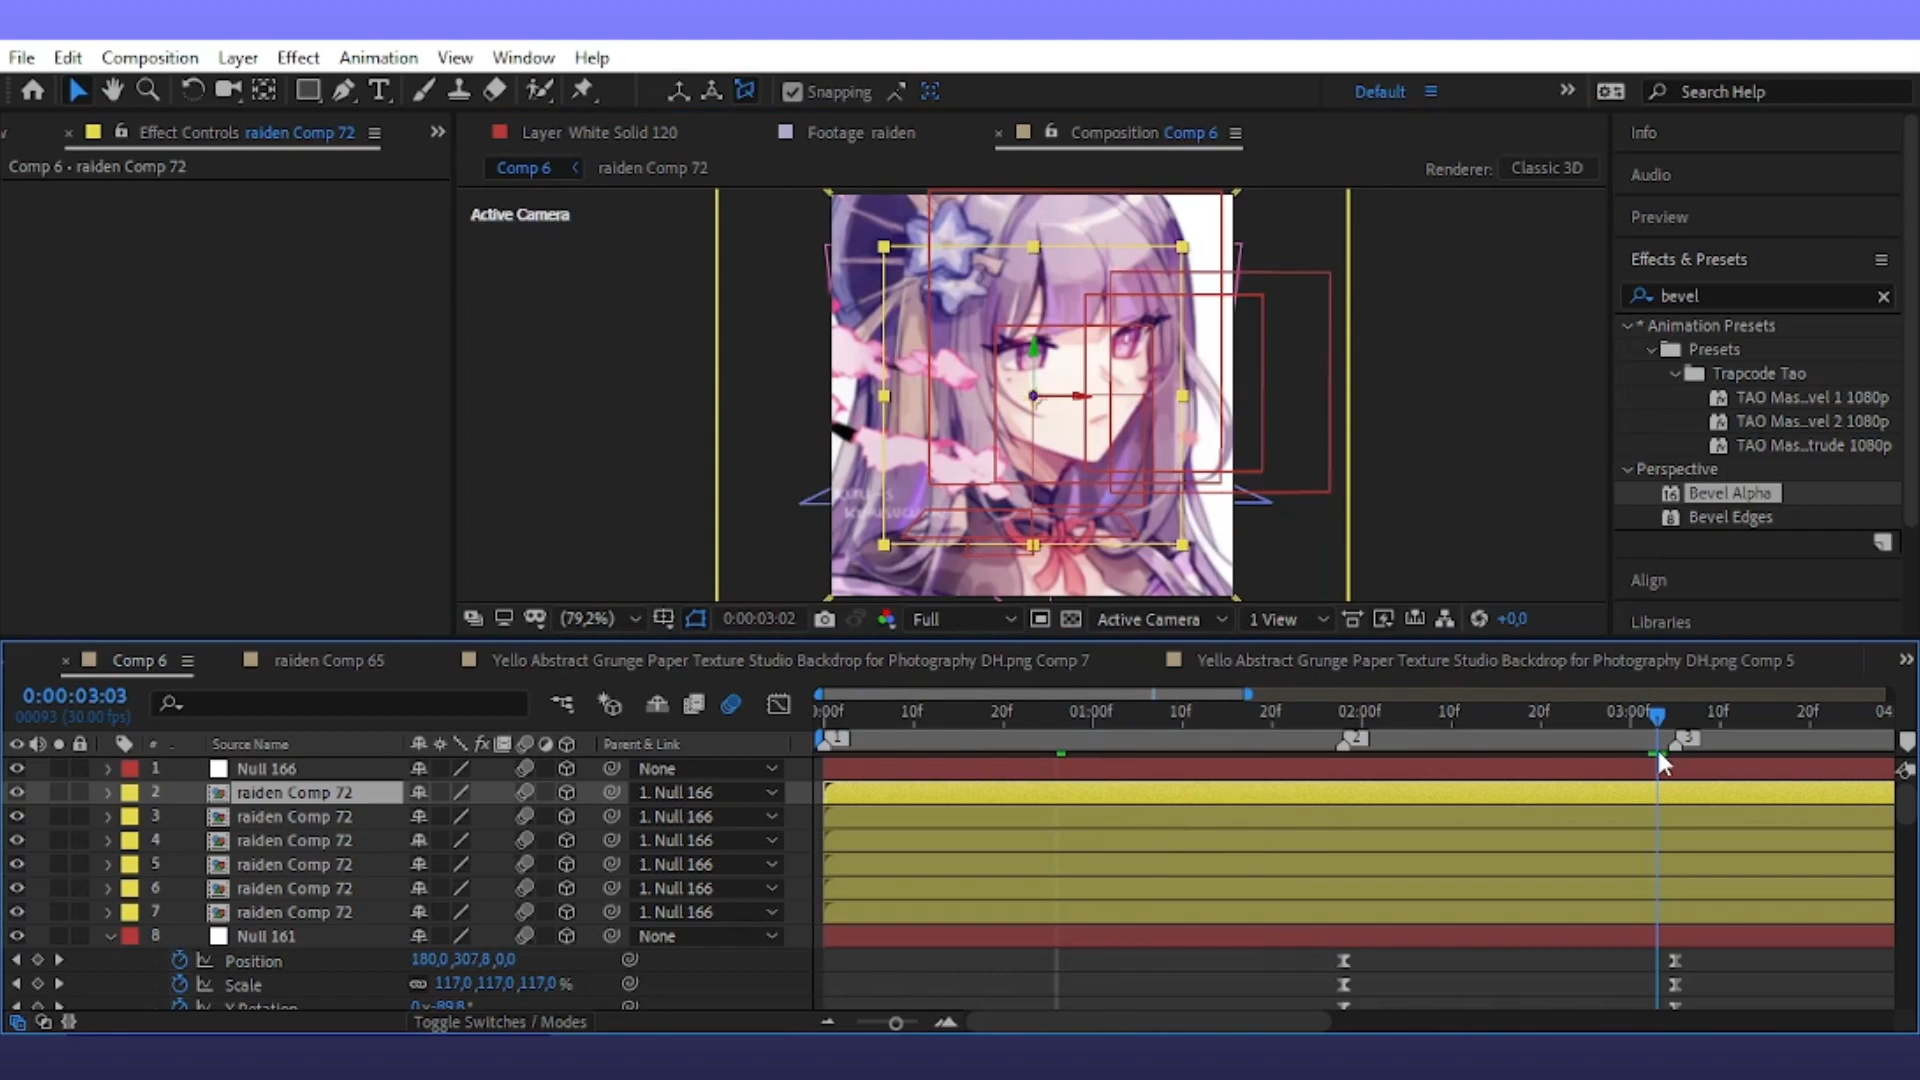 File Edit Composition Layer Effect Animation View Window Help
Snapping Default Search Help
Effect Controls raiden Comp 72
Layer White Solid 120 Footage raiden Composition Comp 6
Info
Comp 6 • raiden Comp 72
Comp 6 raiden Comp 72 Renderer: Classic 3D
Audio
Active Camera
Preview
Effects & Presets
bevel
* Animation Presets
Presets
Trapcode Tao
TAO Mas...vel 1 1080p
TAO Mas...vel 2 1080p
TAO Mas...trude 1080p
Perspective
16 Bevel Alpha
8 Bevel Edges
Align
(79,2%) 0:00:03:02 Full Active Camera 1 View +0,0
Libraries
Comp 6 raiden Comp 65 Yello Abstract Grunge Paper Texture Studio Backdrop for Photography DH.png Comp 7 Yello Abstract Grunge Paper Texture Studio Backdrop for Photography DH.png Comp 5
0:00:03:03
00093 (30.00 fps)
):00f 10f 20f 01:00f 10f 20f 02:00f 10f 20f 03:00f 10f 20f 04
# Source Name fx Parent & Link 1 2 3
1 Null 166 None
2 raiden Comp 72 1. Null 166
3 raiden Comp 72 1. Null 166
4 raiden Comp 72 1. Null 166
5 raiden Comp 72 1. Null 166
6 raiden Comp 72 1. Null 166
7 raiden Comp 72 1. Null 166
8 Null 161 None
Position 180,0,307,8,0,0
Scale 117,0,117,0,117,0 %
Toggle Switches / Modes